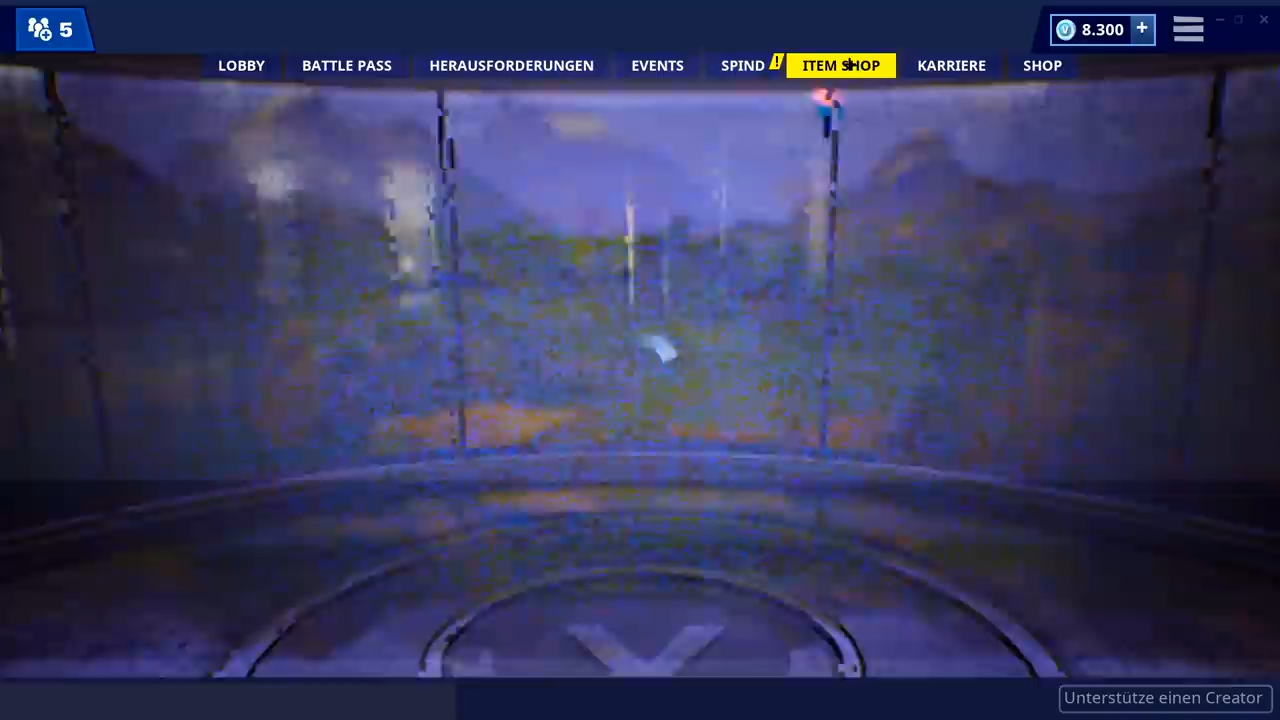 5
8.300 +
LOBBY BATTLE PASS HERAUSFORDERUNGEN EVENTS SPIND ! ITEM SHOP KARRIERE SHOP
Unterstütze einen Creator